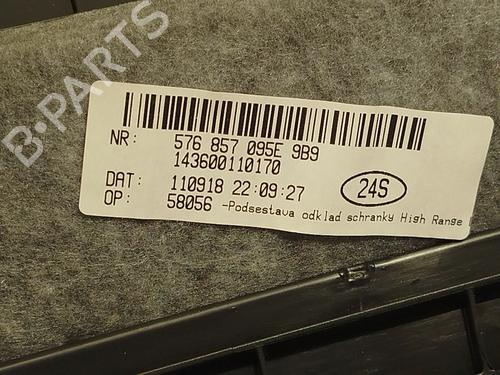 B·PARTS
NR: 576 857 095E 9B9
143600110170
DAT: 110918 22:09:27
OP: 58056 -Podsestava odklad schranky High Range
24S